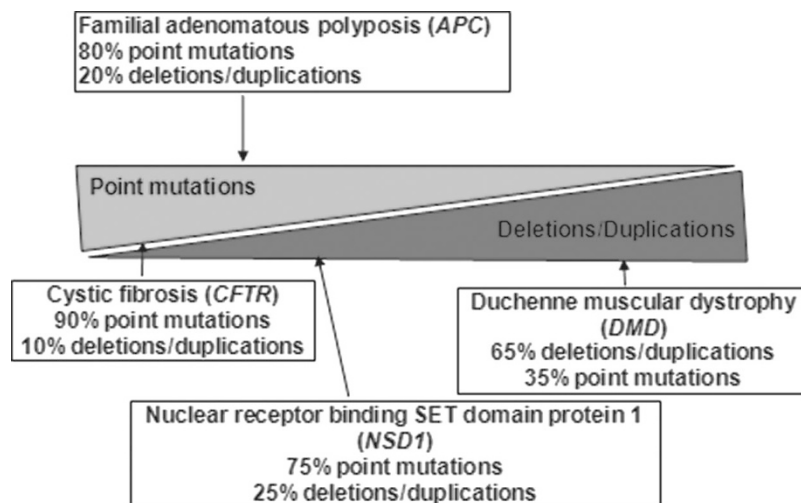 Familial adenomatous polyposis (APC)
80% point mutations
20% deletions/duplications
Point mutations
Deletions/Duplications
Cystic fibrosis (CFTR)
90% point mutations
10% deletions/duplications
Duchenne muscular dystrophy
(DMD)
65% deletions/duplications
35% point mutations
Nuclear receptor binding SET domain protein 1
(NSD1)
75% point mutations
25% deletions/duplications